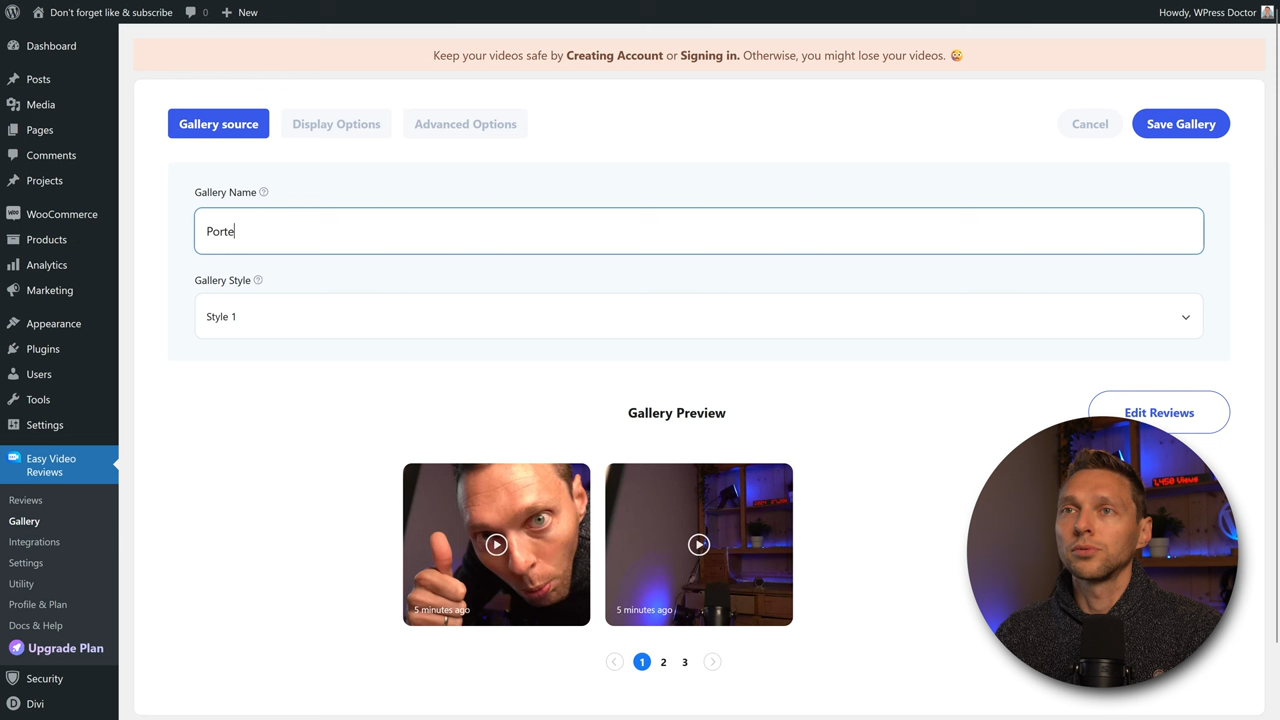 Don't forget like & subscribe
0
New
Howdy, WPress Doctor
Dashboard
Posts
Media
Pages
Comments
Projects
WooCommerce
Products
Analytics
Marketing
Appearance
Plugins
Users
Tools
Settings
Easy Video
Reviews
Reviews
Gallery
Integrations
Settings
Utility
Profile & Plan
Docs & Help
Upgrade Plan
Security
Divi
Keep your videos safe by Creating Account or Signing in. Otherwise, you might lose your videos.
Gallery source
Display Options
Advanced Options
Cancel
Save Gallery
Gallery Name
Porte
Gallery Style
Style 1
Gallery Preview
Edit Reviews
5 minutes ago
5 minutes ago
1 2 3
1,450 Views